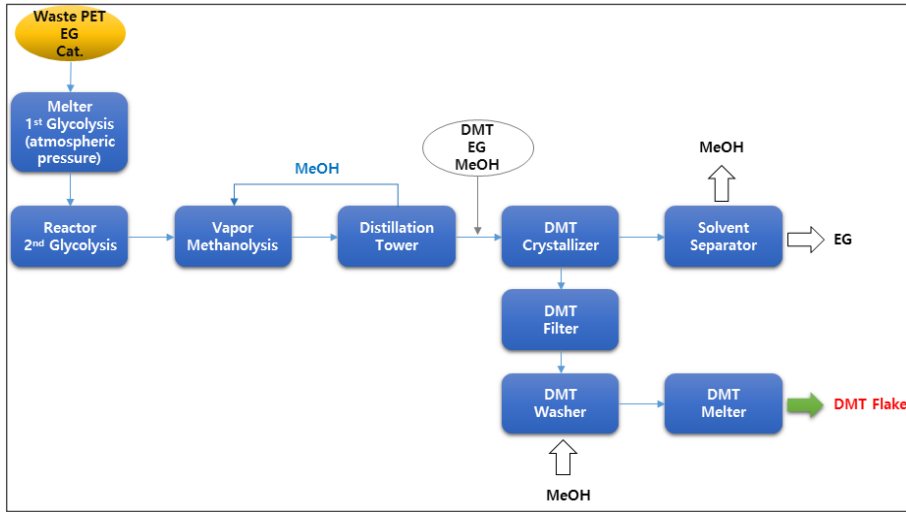 Waste PET
EG
Cat.
Melter
1st Glycolysis
(atmospheric
pressure)
Reactor
2nd Glycolysis
Vapor
Methanolysis
MeOH
Distillation
Tower
DMT
EG
MeOH
DMT
Crystallizer
MeOH
Solvent
Separator
EG
DMT
Filter
DMT
Washer
MeOH
DMT
Melter
DMT Flake